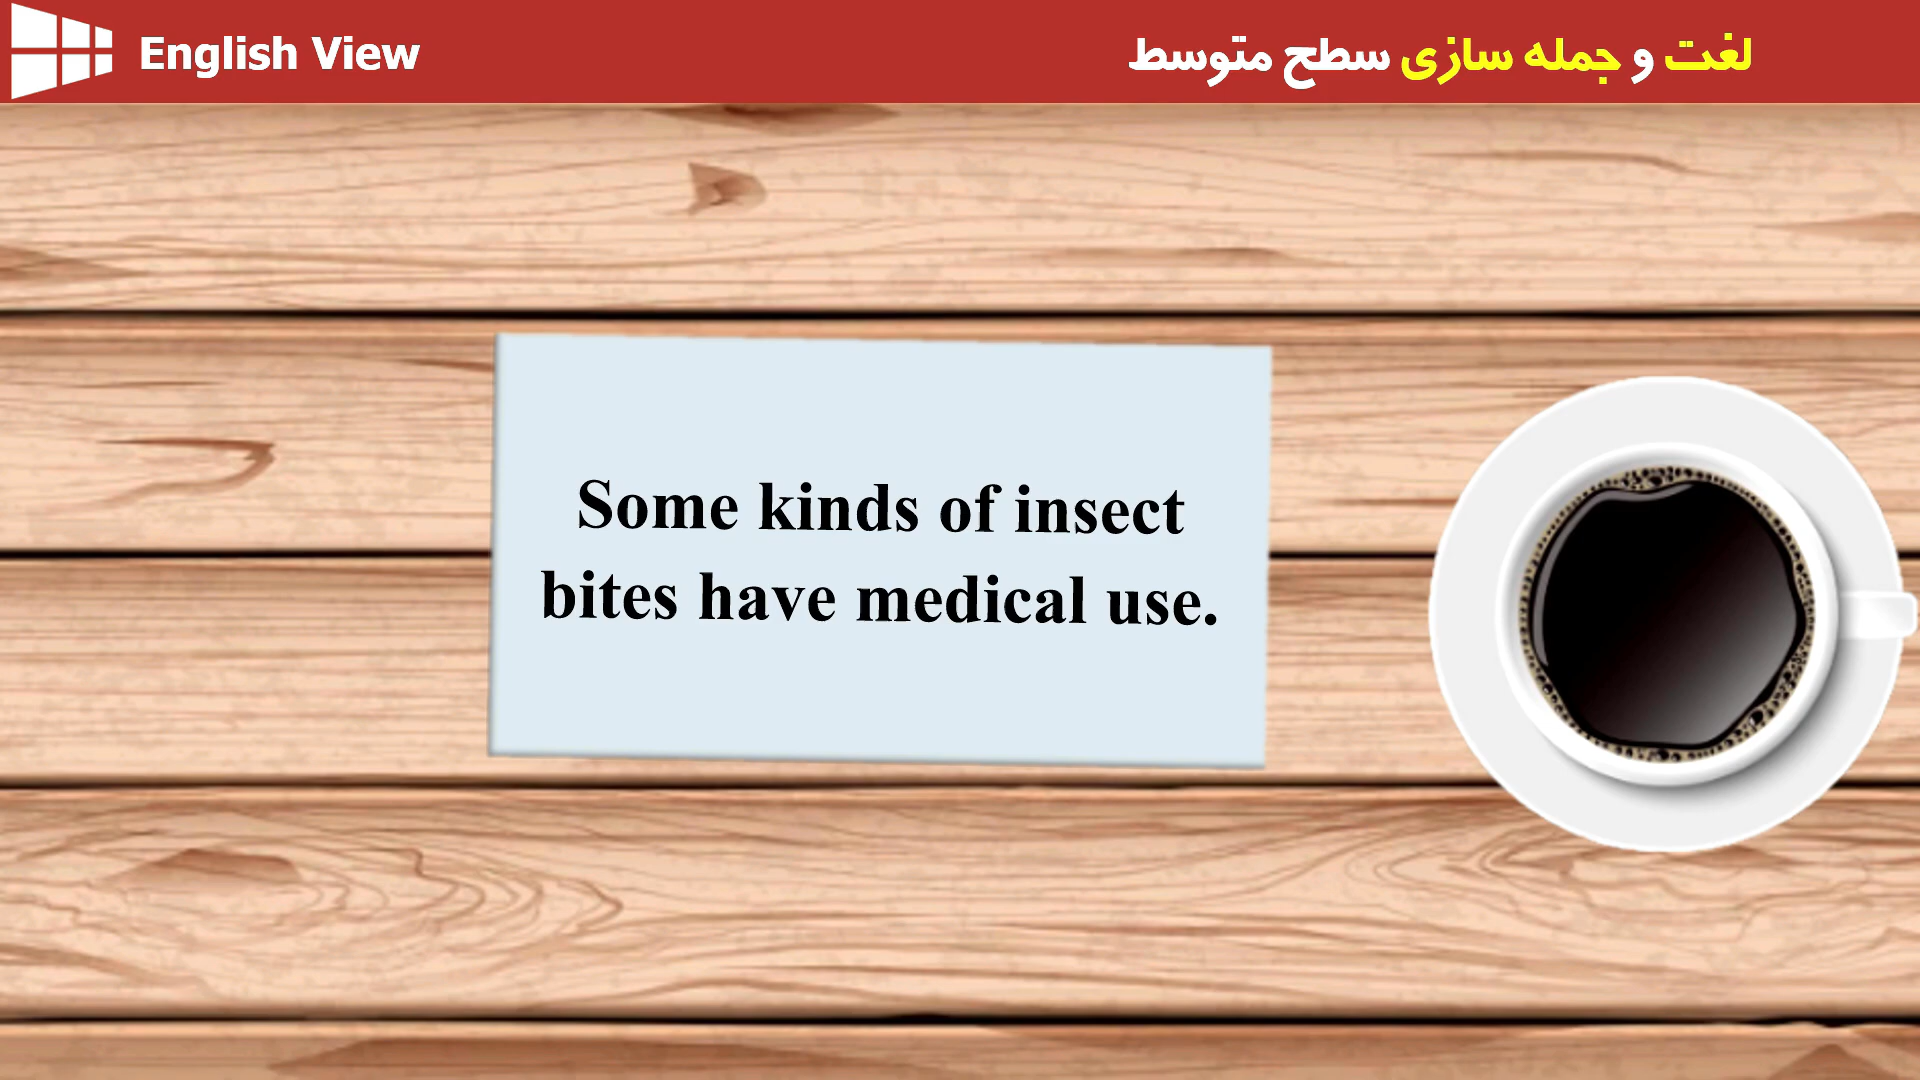 English View
لغت و جمله سازی سطح متوسط
Some kinds of insect
bites have medical use.